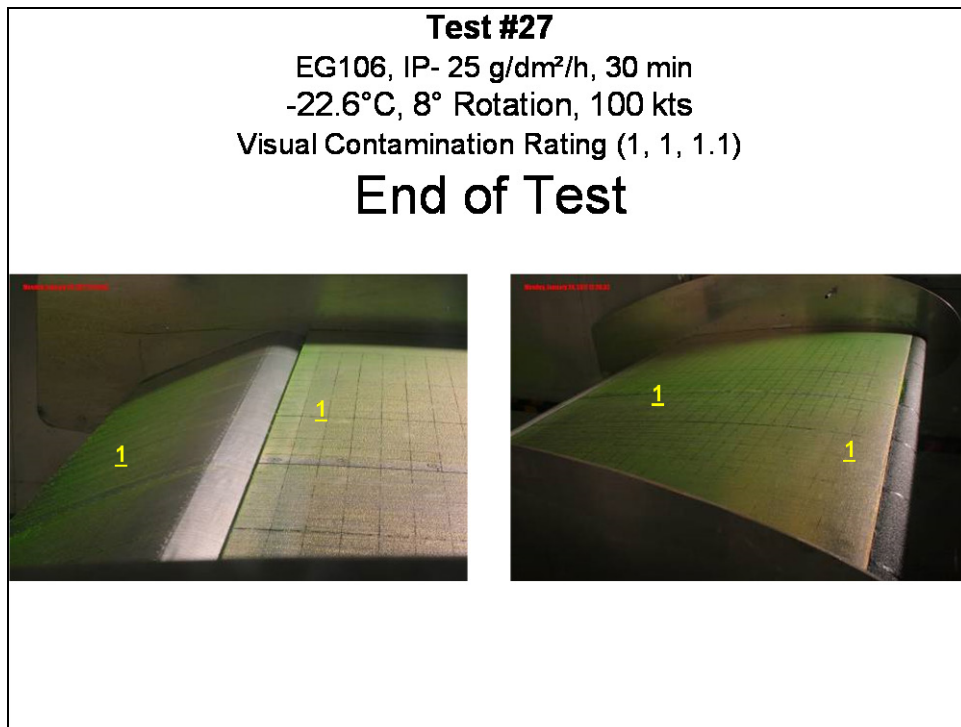 Test #27
EG106, IP- 25 g/dm²/h, 30 min
-22.6°C, 8° Rotation, 100 kts
Visual Contamination Rating (1, 1, 1.1)
End of Test
1
1
1
1